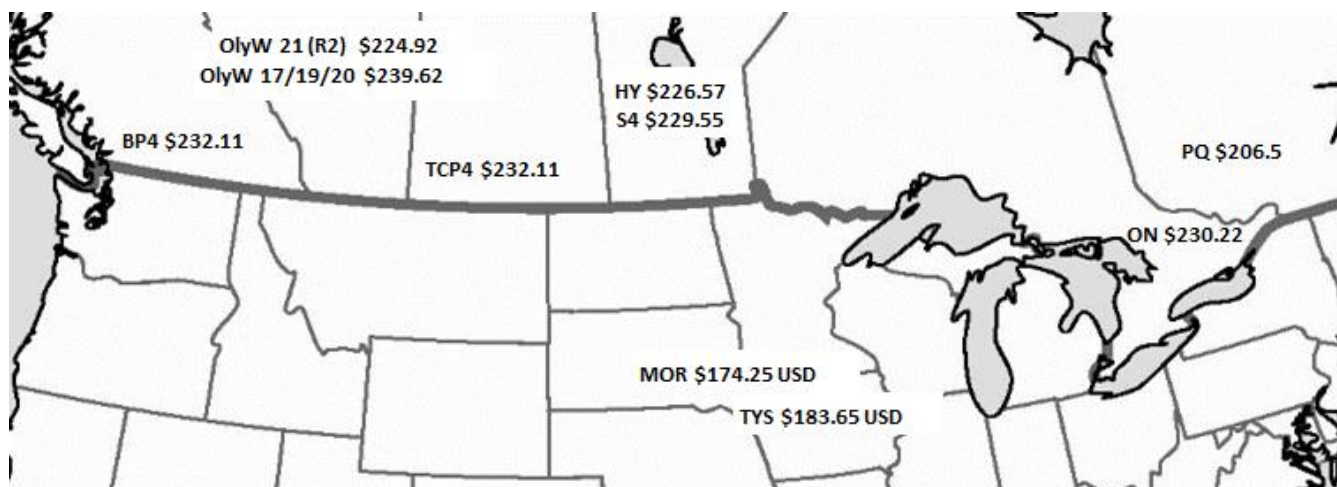 OlyW 21 (R2) $224.92
OlyW 17/19/20 $239.62
HY $226.57
S4 $229.55
BP4 $232.11
TCP4 $232.11
PQ $206.5
ON $230.22
MOR $174.25 USD
TYS $183.65 USD